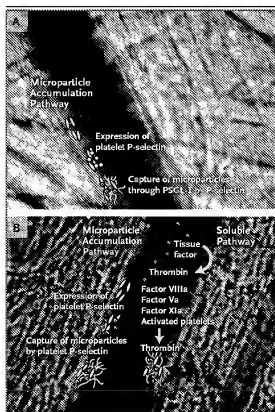 A
Microparticle
Accumulation
Pathway
Expression of
platelet P-selectin
Capture of microparticles
through PSGL-1 by P-selectin
B
Microparticle
Accumulation
Pathway
Soluble
Pathway
Tissue
factor
Thrombin
Factor VIIIa
Factor Va
Factor XIa
Activated platelets
Expression of
platelet P-selectin
Capture of microparticles
by platelet P-selectin
Thrombin